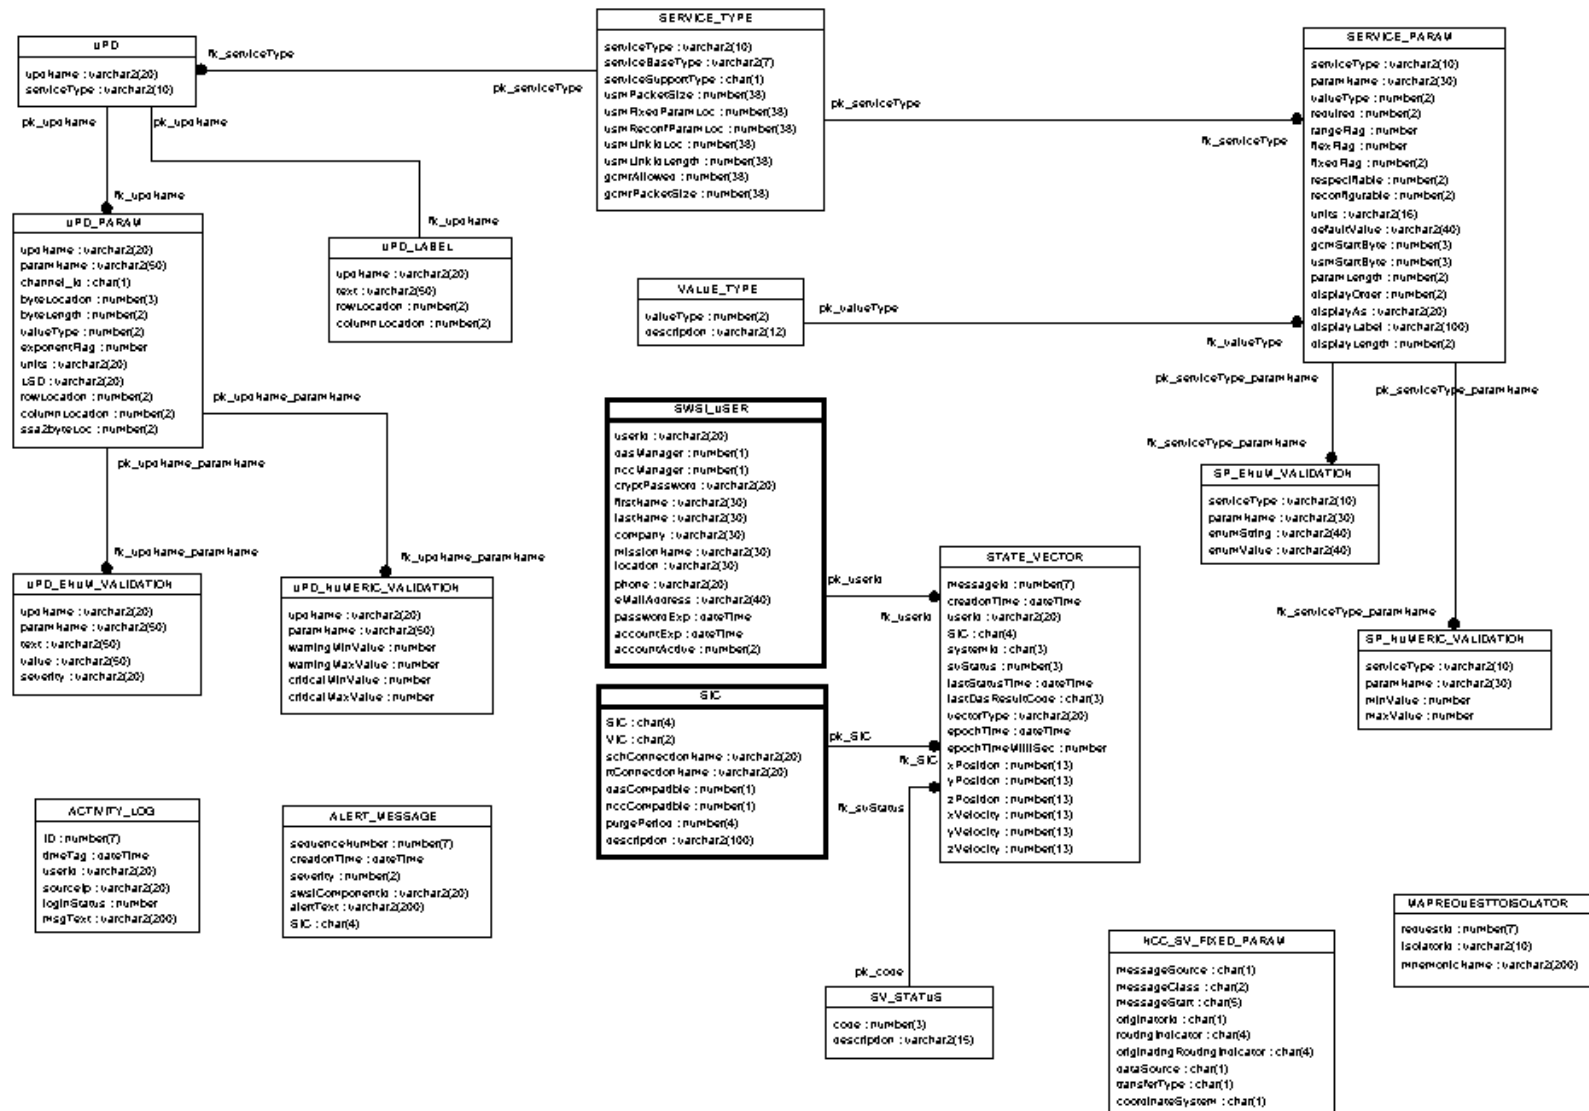 SERVICE_TYPE
serviceType : varchar2(10)
serviceBaseType : varchar2(7)
serviceSupportType : char(1)
usmPacketSize : number(38)
usmFixedParamLoc : number(38)
usmReconfParamLoc : number(38)
usmLinkIdLoc : number(38)
usmLinkIdLength : number(38)
gcmrAllowed : number(38)
gcmrPacketSize : number(38)
UPD
updName : varchar2(20)
serviceType : varchar2(10)
fk_serviceType
pk_serviceType
pk_serviceType
fk_serviceType
SERVICE_PARAM
serviceType : varchar2(10)
paramName : varchar2(30)
valueType : number(2)
required : number(2)
rangeFlag : number
flexFlag : number
fixedFlag : number(2)
respecifiable : number(2)
reconfigurable : number(2)
units : varchar2(16)
defaultValue : varchar2(40)
gcmStartByte : number(3)
usmStartByte : number(3)
paramLength : number(2)
displayOrder : number(2)
displayAs : varchar2(20)
displayLabel : varchar2(100)
displayLength : number(2)
pk_updName
pk_updName
fk_updName
fk_updName
UPD_PARAM
updName : varchar2(20)
paramName : varchar2(50)
channel_id : char(1)
byteLocation : number(3)
byteLength : number(2)
valueType : number(2)
exponentFlag : number
units : varchar2(20)
LSD : varchar2(20)
rowLocation : number(2)
columnLocation : number(2)
ssa2byteLoc : number(2)
UPD_LABEL
updName : varchar2(20)
text : varchar2(50)
rowLocation : number(2)
columnLocation : number(2)
VALUE_TYPE
valueType : number(2)
description : varchar2(12)
pk_valueType
fk_valueType
pk_serviceType_paramName
pk_serviceType_paramName
pk_updName_paramName
pk_updName_paramName
fk_updName_paramName
fk_updName_paramName
SWSI_USER
userId : varchar2(20)
dasManager : number(1)
nccManager : number(1)
cryptPassword : varchar2(20)
firstName : varchar2(30)
lastName : varchar2(30)
company : varchar2(30)
missionName : varchar2(30)
location : varchar2(30)
phone : varchar2(20)
eMailAddress : varchar2(40)
passwordExp : dateTime
accountExp : dateTime
accountActive : number(2)
fk_serviceType_paramName
SP_ENUM_VALIDATION
serviceType : varchar2(10)
paramName : varchar2(30)
enumString : varchar2(40)
enumValue : varchar2(40)
UPD_ENUM_VALIDATION
updName : varchar2(20)
paramName : varchar2(50)
text : varchar2(50)
value : varchar2(50)
severity : varchar2(20)
UPD_NUMERIC_VALIDATION
updName : varchar2(20)
paramName : varchar2(50)
warningMinValue : number
warningMaxValue : number
criticalMinValue : number
criticalMaxValue : number
pk_userId
fk_userId
STATE_VECTOR
messageId : number(7)
creationTime : dateTime
userId : varchar2(20)
SIC : char(4)
systemId : char(3)
svStatus : number(3)
lastStatusTime : dateTime
lastDasResultCode : char(3)
vectorType : varchar2(20)
epochTime : dateTime
epochTimeMilliSec : number
xPosition : number(13)
yPosition : number(13)
zPosition : number(13)
xVelocity : number(13)
yVelocity : number(13)
zVelocity : number(13)
fk_serviceType_paramName
SP_NUMERIC_VALIDATION
serviceType : varchar2(10)
paramName : varchar2(30)
minValue : number
maxValue : number
SIC
SIC : char(4)
VIC : char(2)
schConnectionName : varchar2(20)
rtConnectionName : varchar2(20)
dasCompatible : number(1)
nccCompatible : number(1)
purgePeriod : number(4)
description : varchar2(100)
pk_SIC
fk_SIC
fk_svStatus
ACTIVITY_LOG
ID : number(7)
timeTag : dateTime
userId : varchar2(20)
sourceIp : varchar2(20)
loginStatus : number
msgText : varchar2(200)
ALERT_MESSAGE
sequenceNumber : number(7)
creationTime : dateTime
severity : number(2)
swsiComponentId : varchar2(20)
alertText : varchar2(200)
SIC : char(4)
pk_code
SV_STATUS
code : number(3)
description : varchar2(15)
NCC_SV_FIXED_PARAM
messageSource : char(1)
messageClass : char(2)
messageStart : char(5)
originatorId : char(1)
routingIndicator : char(4)
originatingRoutingIndicator : char(4)
dataSource : char(1)
transferType : char(1)
coordinateSystem : char(1)
MAPREQUESTTOISOLATOR
requestId : number(7)
isolatorId : varchar2(10)
mnemonicName : varchar2(200)